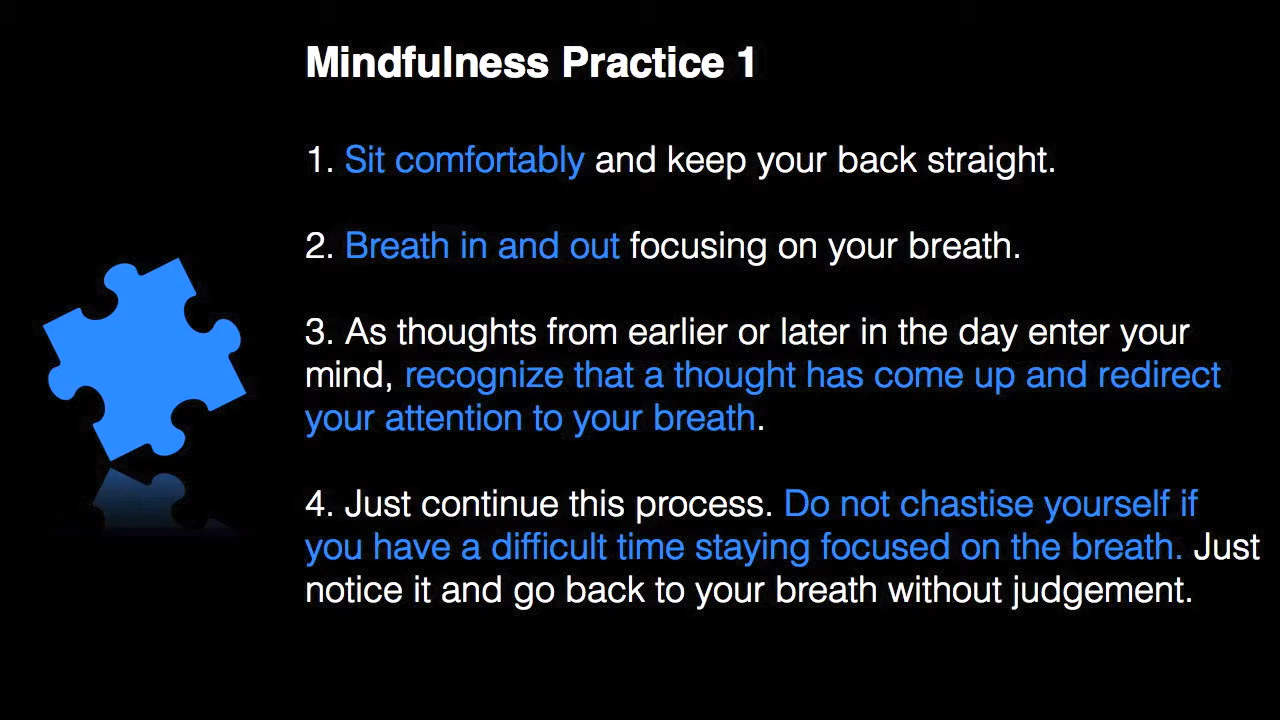 Mindfulness Practice 1
1. Sit comfortably and keep your back straight.
2. Breath in and out focusing on your breath.
3. As thoughts from earlier or later in the day enter your
mind, recognize that a thought has come up and redirect
your attention to your breath.
4. Just continue this process. Do not chastise yourself if
you have a difficult time staying focused on the breath. Just
notice it and go back to your breath without judgement.